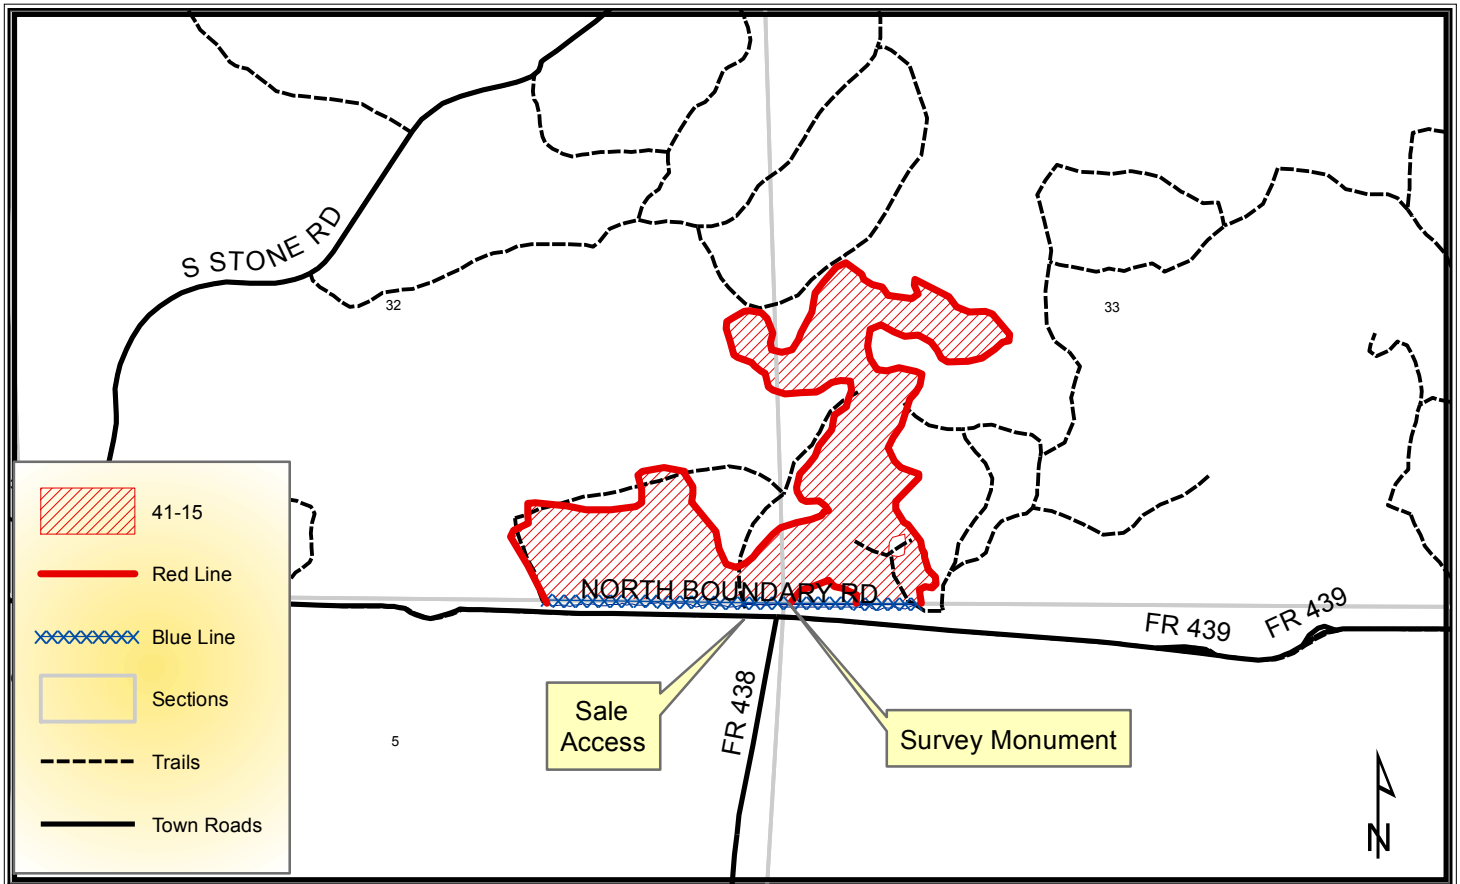 S STONE RD
32
33
41-15
Red Line
Blue Line
Sections
Trails
Town Roads
NORTH BOUNDARY RD
FR 439
FR 439
FR 438
Sale
Access
Survey Monument
5
N